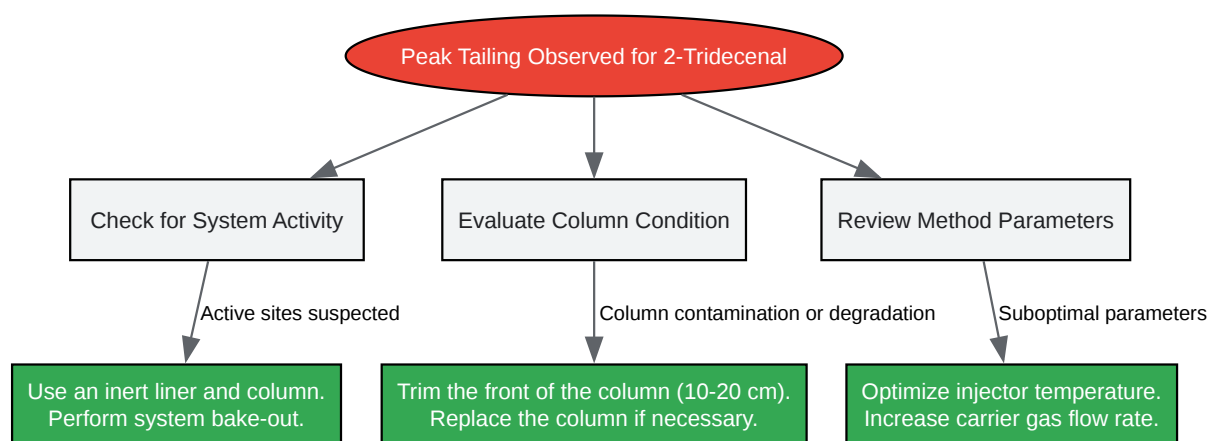 Peak Tailing Observed for 2-Tridecenal
Check for System Activity
Evaluate Column Condition
Review Method Parameters
Active sites suspected
Column contamination or degradation
Suboptimal parameters
Use an inert liner and column.
Perform system bake-out.
Trim the front of the column (10-20 cm).
Replace the column if necessary.
Optimize injector temperature.
Increase carrier gas flow rate.